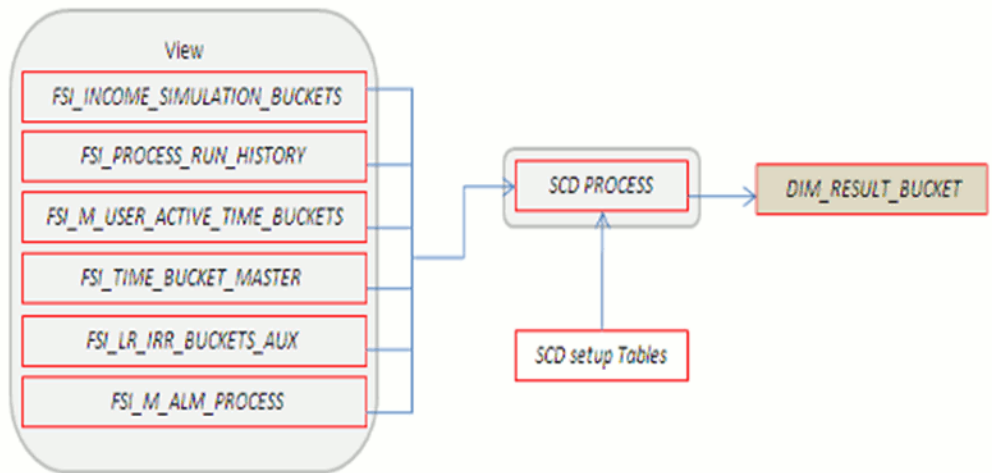 View
FSI_INCOME_SIMULATION_BUCKETS
FSI_PROCESS_RUN_HISTORY
FSI_M_USER_ACTIVE_TIME_BUCKETS
FSI_TIME_BUCKET_MASTER
FSI_LR_IRR_BUCKETS_AUX
FSI_M_ALM_PROCESS
SCD PROCESS
SCD setup Tables
DIM_RESULT_BUCKET